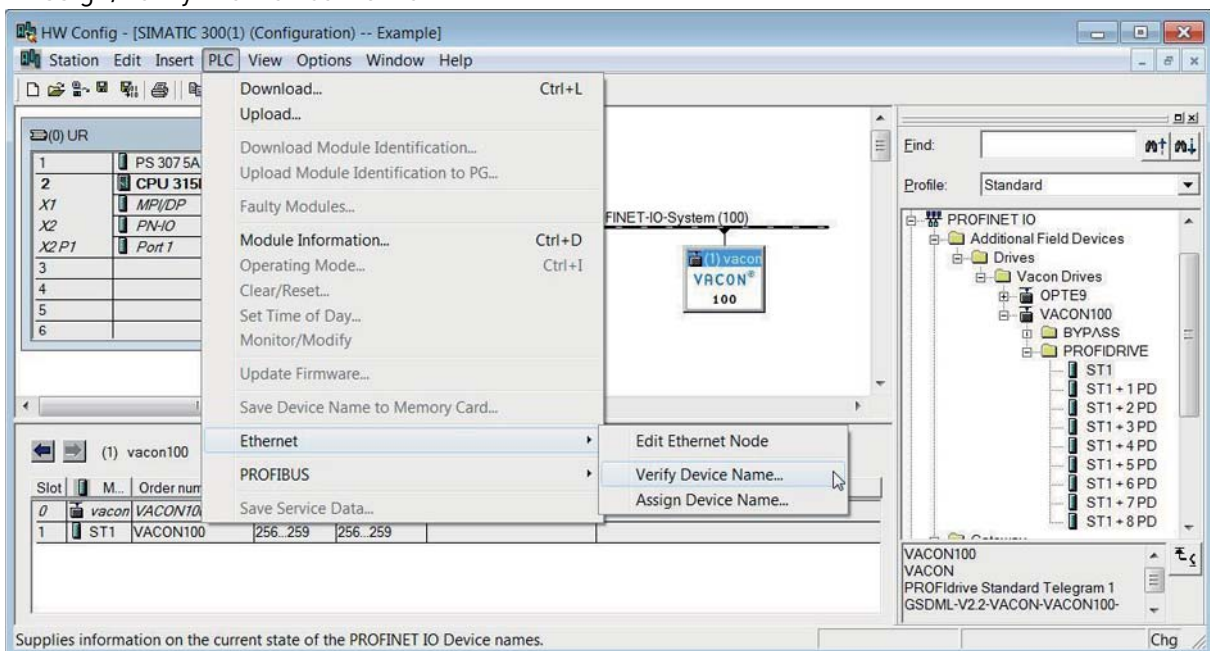 HW Config - [SIMATIC 300(1) (Configuration) -- Example]
Station Edit Insert PLC View Options Window Help
Download... Ctrl+L
Upload...
Download Module Identification...
Upload Module Identification to PG...
Faulty Modules...
Module Information... Ctrl+D
Operating Mode... Ctrl+I
Clear/Reset...
Set Time of Day...
Monitor/Modify
Update Firmware...
Save Device Name to Memory Card...
Ethernet
PROFIBUS
Save Service Data...
Edit Ethernet Node
Verify Device Name...
Assign Device Name...
(0) UR
1 PS 307 5A
2 CPU 315
X1 MPI/DP
X2 PN-IO
X2 P1 Port 1
3
4
5
6
FINET-IO-System (100)
(1) vacon
VACON®
100
Find:
Profile: Standard
PROFINET IO
Additional Field Devices
Drives
Vacon Drives
OPTE9
VACON100
BYPASS
PROFIDRIVE
ST1
ST1 + 1 PD
ST1 + 2 PD
ST1 + 3 PD
ST1 + 4 PD
ST1 + 5 PD
ST1 + 6 PD
ST1 + 7 PD
ST1 + 8 PD
(1) vacon100
Slot M... Order num
0 vacon VACON10
1 ST1 VACON100 256...259 256...259
VACON100
VACON
PROFIdrive Standard Telegram 1
GSDML-V2.2-VACON-VACON100-
Supplies information on the current state of the PROFINET IO Device names.
Chg